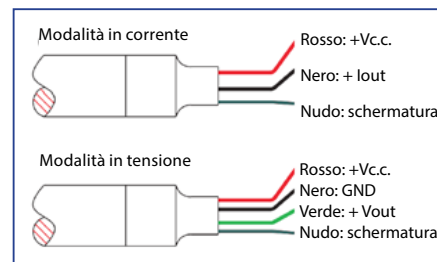 Modalità in corrente
Rosso: +Vc.c.
Nero: + Iout
Nudo: schermatura
Modalità in tensione
Rosso: +Vc.c.
Nero: GND
Verde: + Vout
Nudo: schermatura